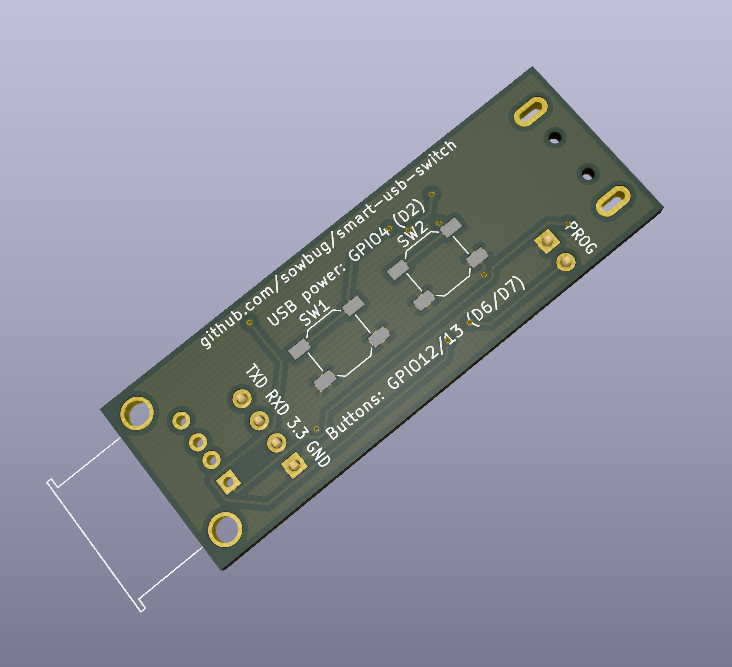 github.com/sowbug/smart-usb-switch
USB power: GPIO4 (D2)
SW2
SW1
PROG
Buttons: GPIO12/13 (D6/D7)
TXD RXD 3.3 GND